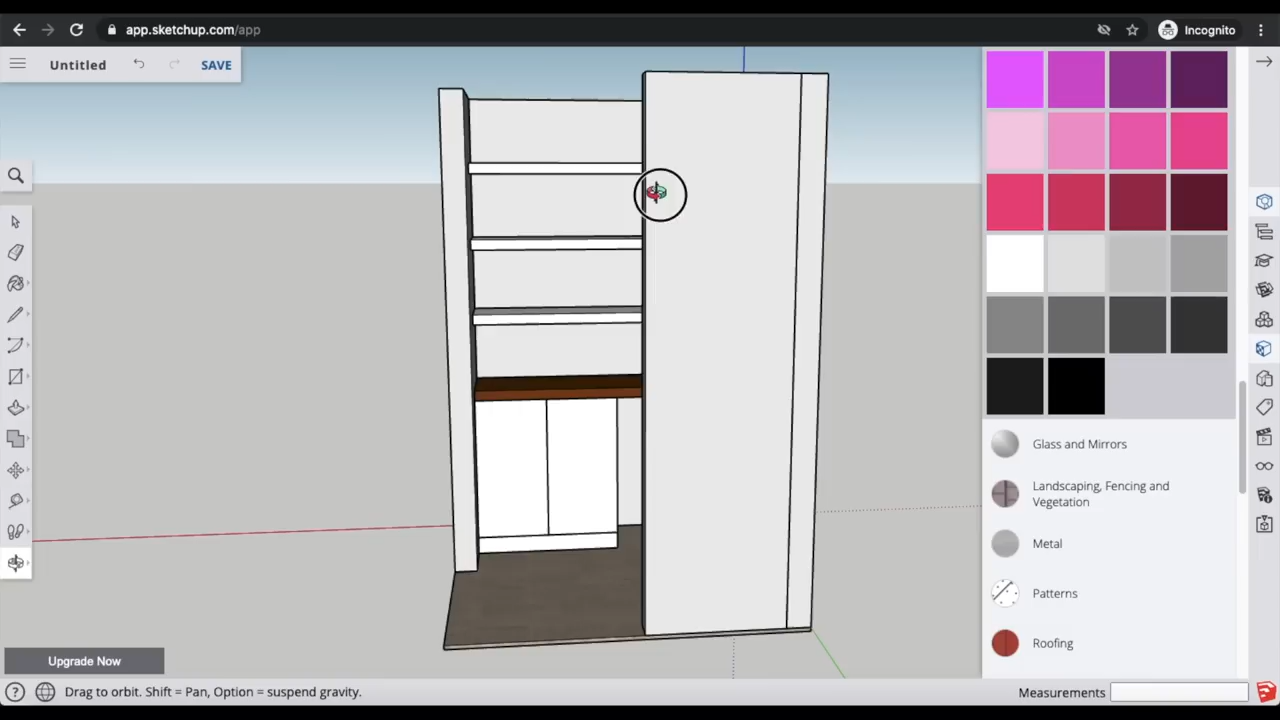 app.sketchup.com/app
Incognito
Untitled
SAVE
Glass and Mirrors
Landscaping, Fencing and
Vegetation
Metal
Patterns
Roofing
Upgrade Now
Drag to orbit. Shift = Pan, Option = suspend gravity.
Measurements